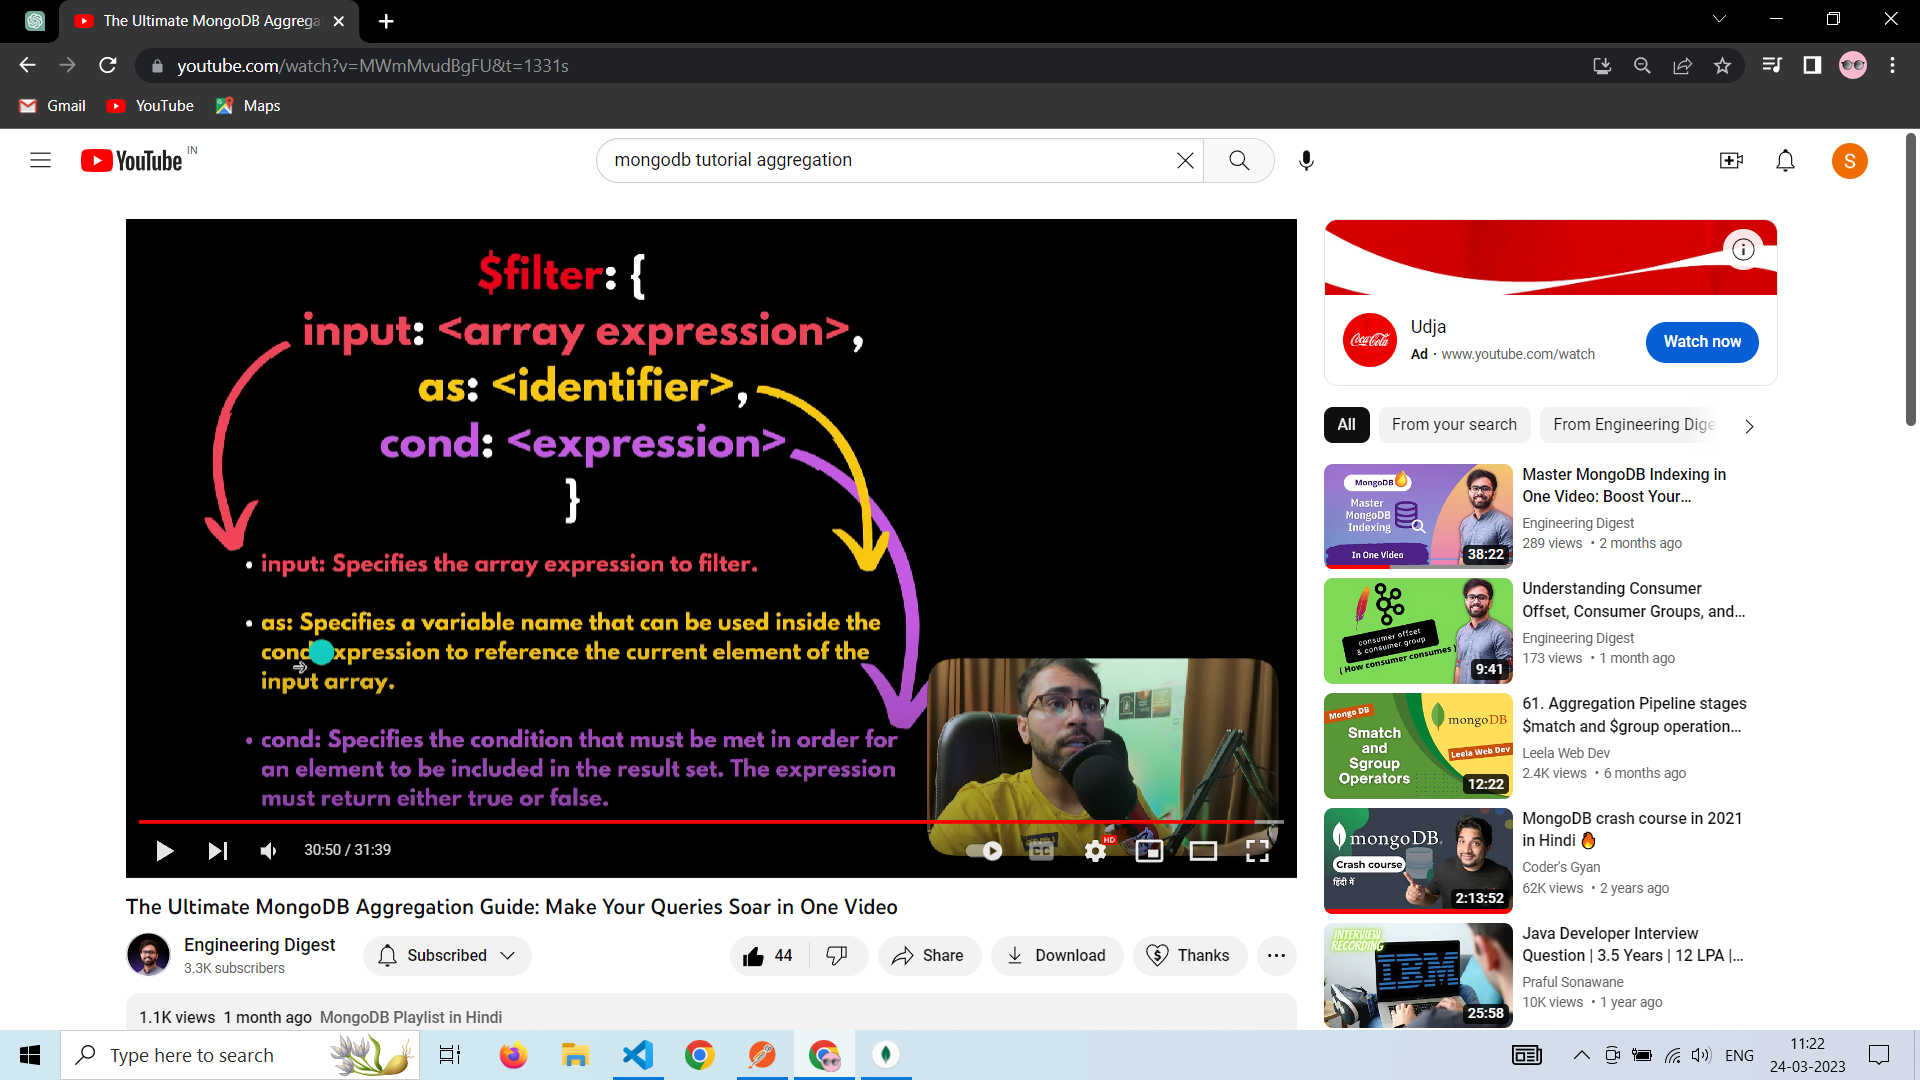 The Ultimate MongoDB Aggrega
youtube.com/watch?v=MWmMvudBgFU&t=1331s
Gmail YouTube Maps
YouTube IN
mongodb tutorial aggregation
S
$filter: {
input: <array expression>,
as: <identifier>,
cond: <expression>
}
• input: Specifies the array expression to filter.
• as: Specifies a variable name that can be used inside the
cond expression to reference the current element of the
input array.
• cond: Specifies the condition that must be met in order for
an element to be included in the result set. The expression
must return either true or false.
30:50 / 31:39
CC
HD
The Ultimate MongoDB Aggregation Guide: Make Your Queries Soar in One Video
Engineering Digest
3.3K subscribers
Subscribed
44
Share
Download
Thanks
1.1K views 1 month ago MongoDB Playlist in Hindi
Coca-Cola
Udja
Ad · www.youtube.com/watch
Watch now
All From your search From Engineering Dige
MongoDB
Master
MongoDB
Indexing
In One Video
38:22
Master MongoDB Indexing in
One Video: Boost Your...
Engineering Digest
289 views • 2 months ago
consumer offset
& consumer group
( How consumer consumes )
9:41
Understanding Consumer
Offset, Consumer Groups, and...
Engineering Digest
173 views • 1 month ago
Mongo DB
mongoDB
Leela Web Dev
$match
and
$group
Operators
12:22
61. Aggregation Pipeline stages
$match and $group operation...
Leela Web Dev
2.4K views • 6 months ago
mongoDB
Crash course
हिंदी में
2:13:52
MongoDB crash course in 2021
in Hindi 🔥
Coder's Gyan
62K views • 2 years ago
INTERVIEW
RECORDING
IBM
25:58
Java Developer Interview
Question | 3.5 Years | 12 LPA |...
Praful Sonawane
10K views • 1 year ago
Type here to search
ENG
11:22
24-03-2023